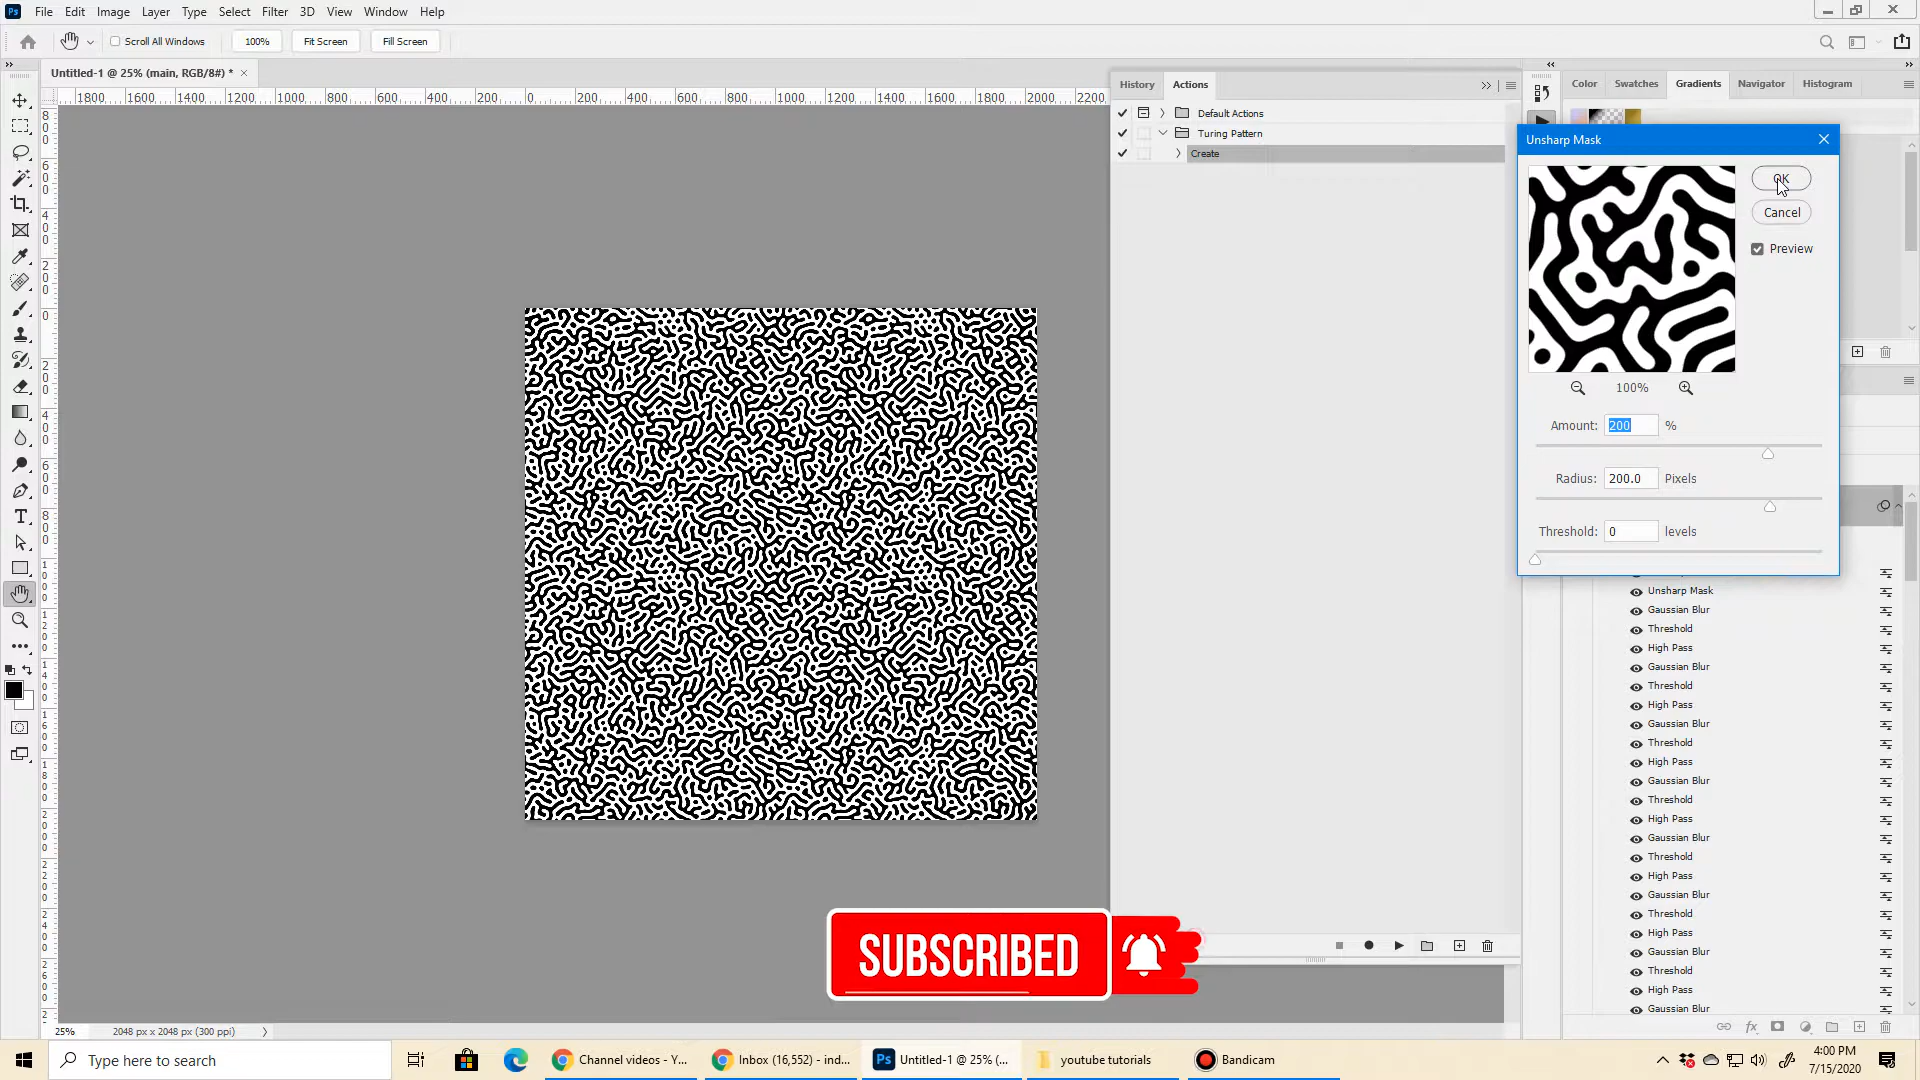 Ps File Edit Image Layer Type Select Filter 3D View Window Help
Scroll All Windows 100% Fit Screen Fill Screen
Untitled-1 @ 25% (main, RGB/8#) * ×
1800 1600 1400 1200 1000 800 600 400 200 0 200 400 600 800 1000 1200 1400 1600 1800 2000 2200
History Actions
Default Actions
Turing Pattern
Create
Color Swatches Gradients Navigator Histogram
Unsharp Mask
OK
Cancel
Preview
100%
Amount: 200 %
Radius: 200.0 Pixels
Threshold: 0 levels
Unsharp Mask
Gaussian Blur
Threshold
High Pass
Gaussian Blur
Threshold
High Pass
Gaussian Blur
Threshold
High Pass
Gaussian Blur
Threshold
High Pass
Gaussian Blur
Threshold
High Pass
Gaussian Blur
Threshold
High Pass
Gaussian Blur
Threshold
High Pass
Gaussian Blur
SUBSCRIBED
25% 2048 px x 2048 px (300 ppi)
Type here to search
Channel videos - Y...
Inbox (16,552) - ind...
Ps Untitled-1 @ 25% (...
youtube tutorials
Bandicam
4:00 PM
7/15/2020